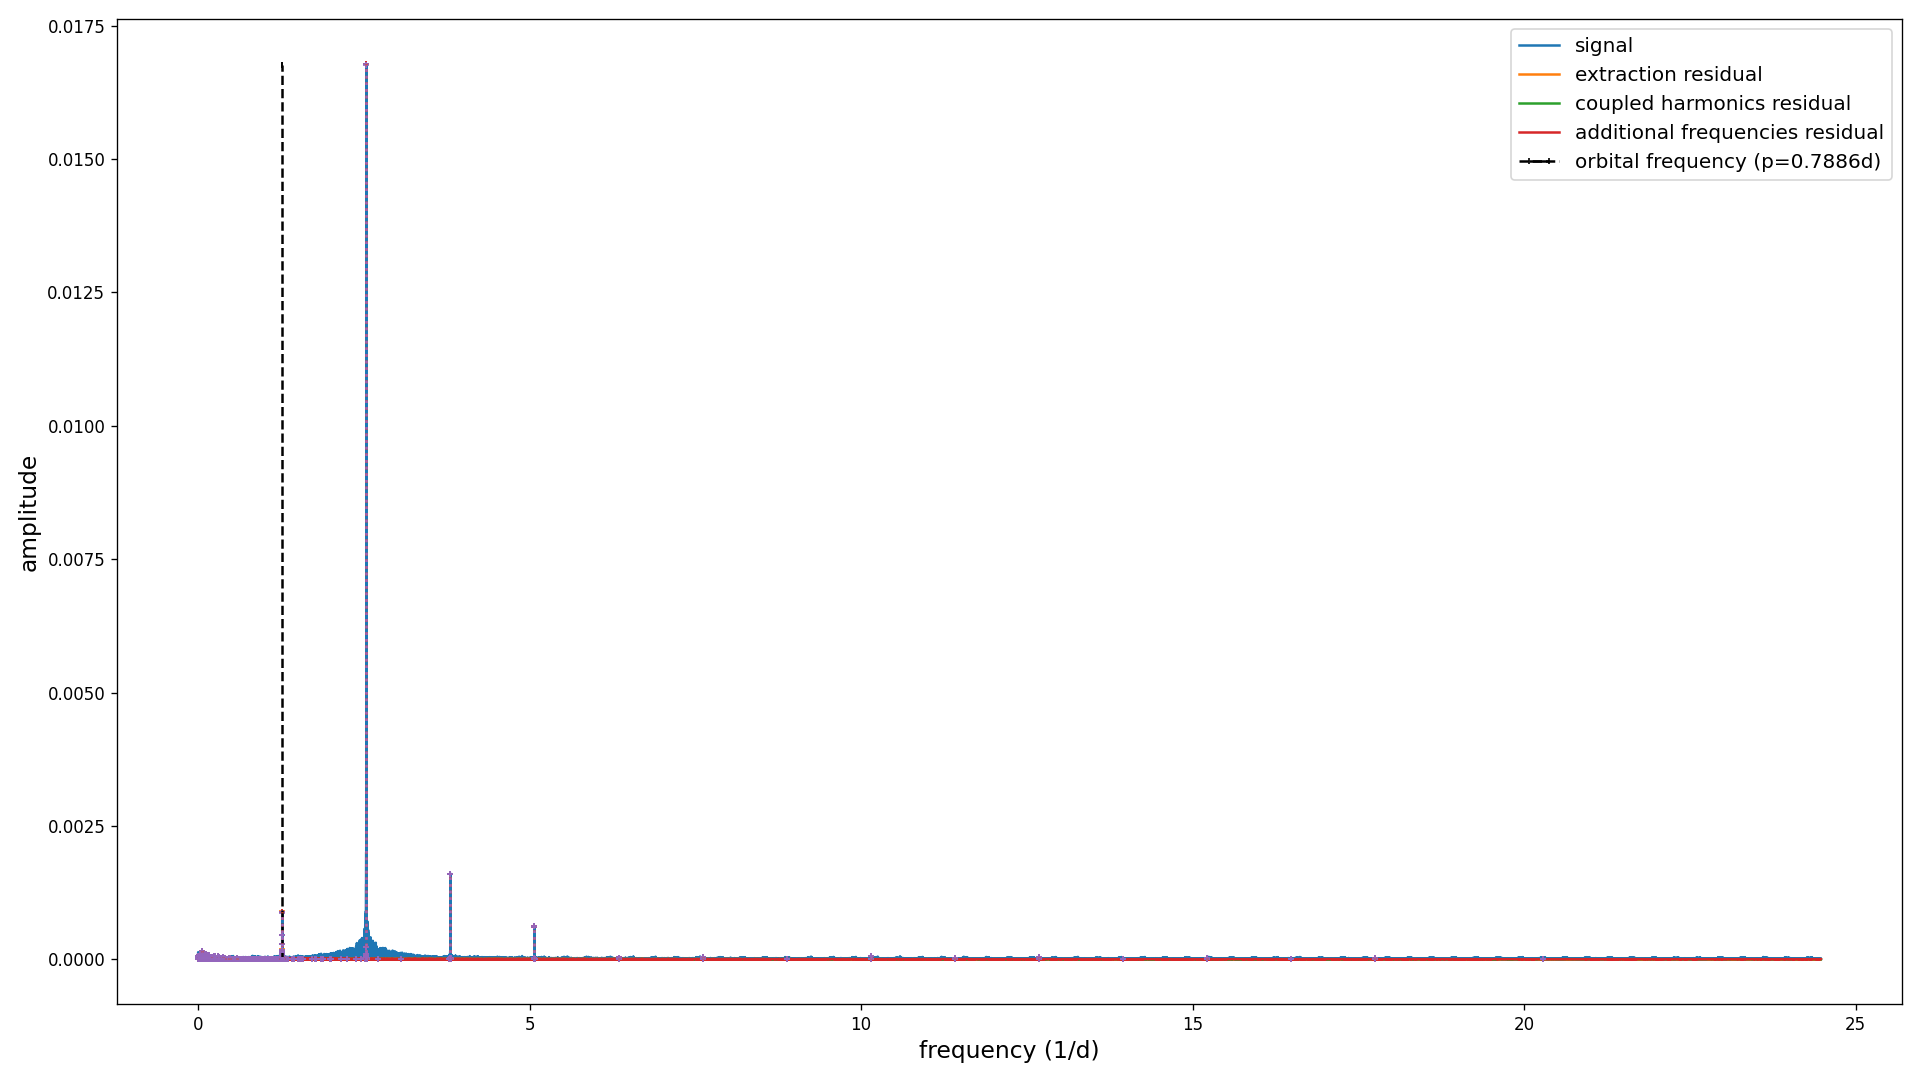 0.0175
0.0150
0.0125
0.0100
0.0075
0.0050
0.0025
0.0000
amplitude
0 5 10 15 20 25
frequency (1/d)
signal
extraction residual
coupled harmonics residual
additional frequencies residual
orbital frequency (p=0.7886d)